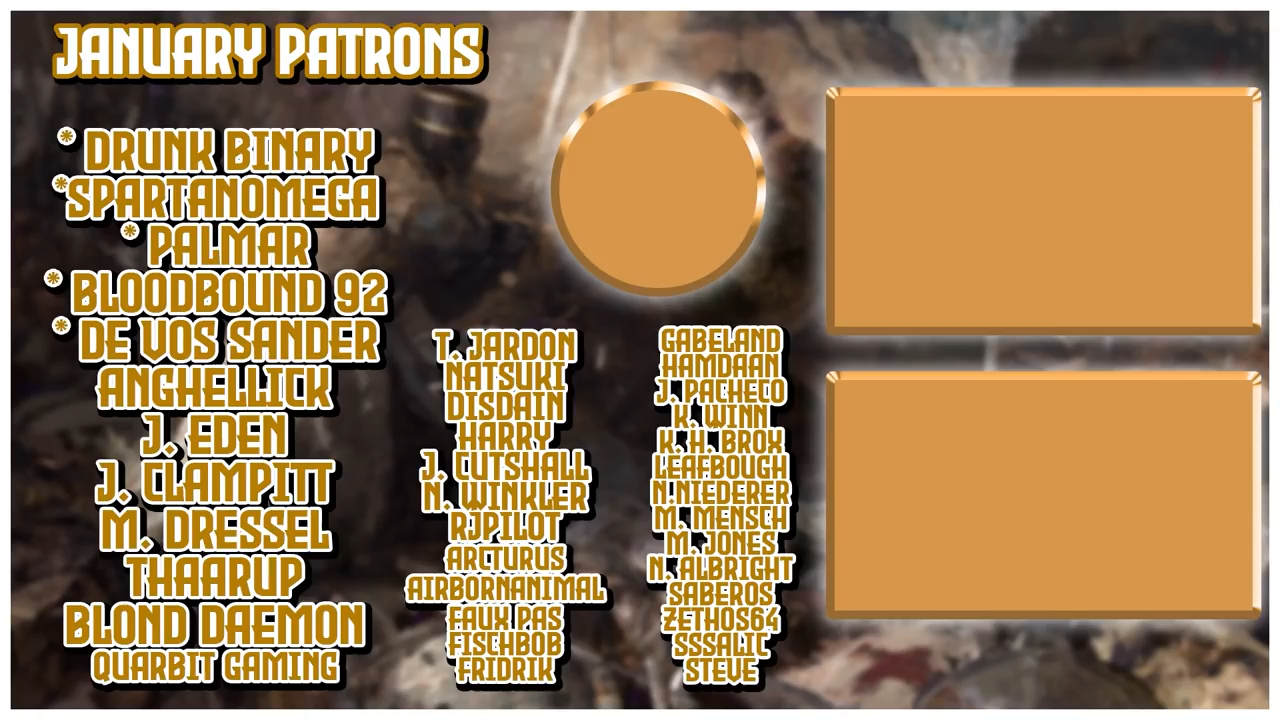 JANUARY PATRONS
* DRUNK BINARY
*SPARTANOMEGA
* PALMAR
* BLOODBOUND 92
* DE VOS SANDER
ANGHELLICK
J. EDEN
J. CLAMPITT
M. DRESSEL
THAARUP
BLOND DAEMON
QUARBIT GAMING
T. JARDON
NATSUKI
DISDAIN
HARRY
J. CUTSHALL
N. WINKLER
RJPILOT
ARCTURUS
AIRBORNANIMAL
FAUX PAS
FISCHBOB
FRIDRIK
GABELAND
HAMDAAN
J. PACHECO
K. WINN
K. H. BROX
LEAFBOUGH
N.NIEDERER
M. MENSCH
M. JONES
N. ALBRIGHT
SABEROS
ZETHOS64
SSSALIC
STEVE